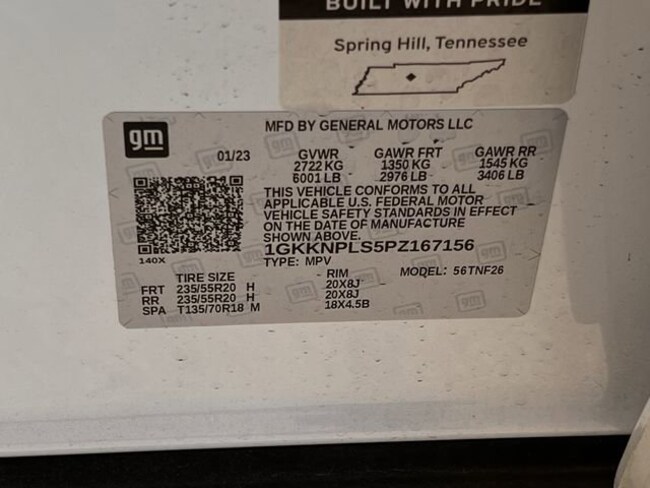 BUILT WITH PRIDE
Spring Hill, Tennessee
gm
MFD BY GENERAL MOTORS LLC
01/23 GVWR GAWR FRT GAWR RR
2722 KG 1350 KG 1545 KG
6001 LB 2976 LB 3406 LB
THIS VEHICLE CONFORMS TO ALL
APPLICABLE U.S. FEDERAL MOTOR
VEHICLE SAFETY STANDARDS IN EFFECT
ON THE DATE OF MANUFACTURE
SHOWN ABOVE.
1GKKNPLS5PZ167156
140X TYPE: MPV
TIRE SIZE RIM MODEL: 56TNF26
FRT 235/55R20 H 20X8J
RR 235/55R20 H 20X8J
SPA T135/70R18 M 18X4.5B